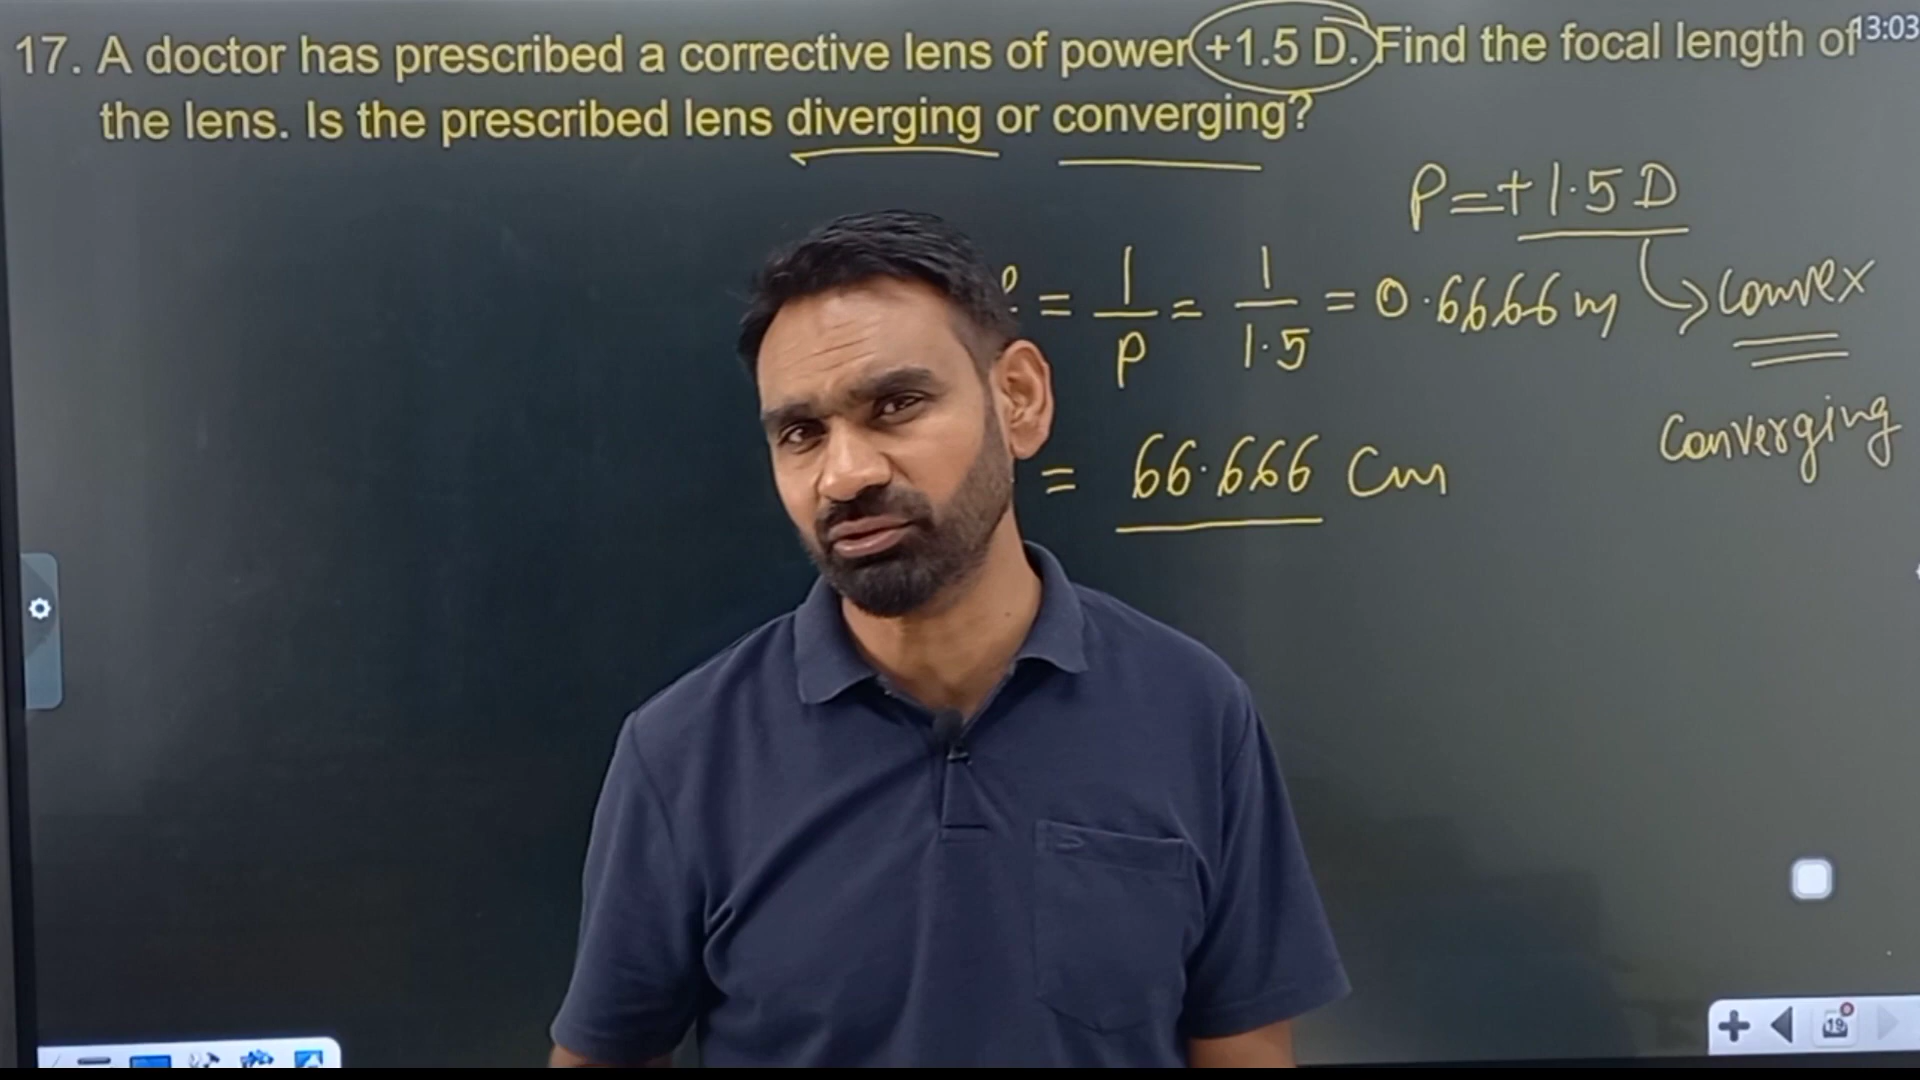 13:03
17. A doctor has prescribed a corrective lens of power +1.5 D. Find the focal length of
the lens. Is the prescribed lens diverging or converging?
P = +1.5 D
= 1/P = 1/1.5 = 0.6666 m
Convex
Converging
= 66.666 Cm
19